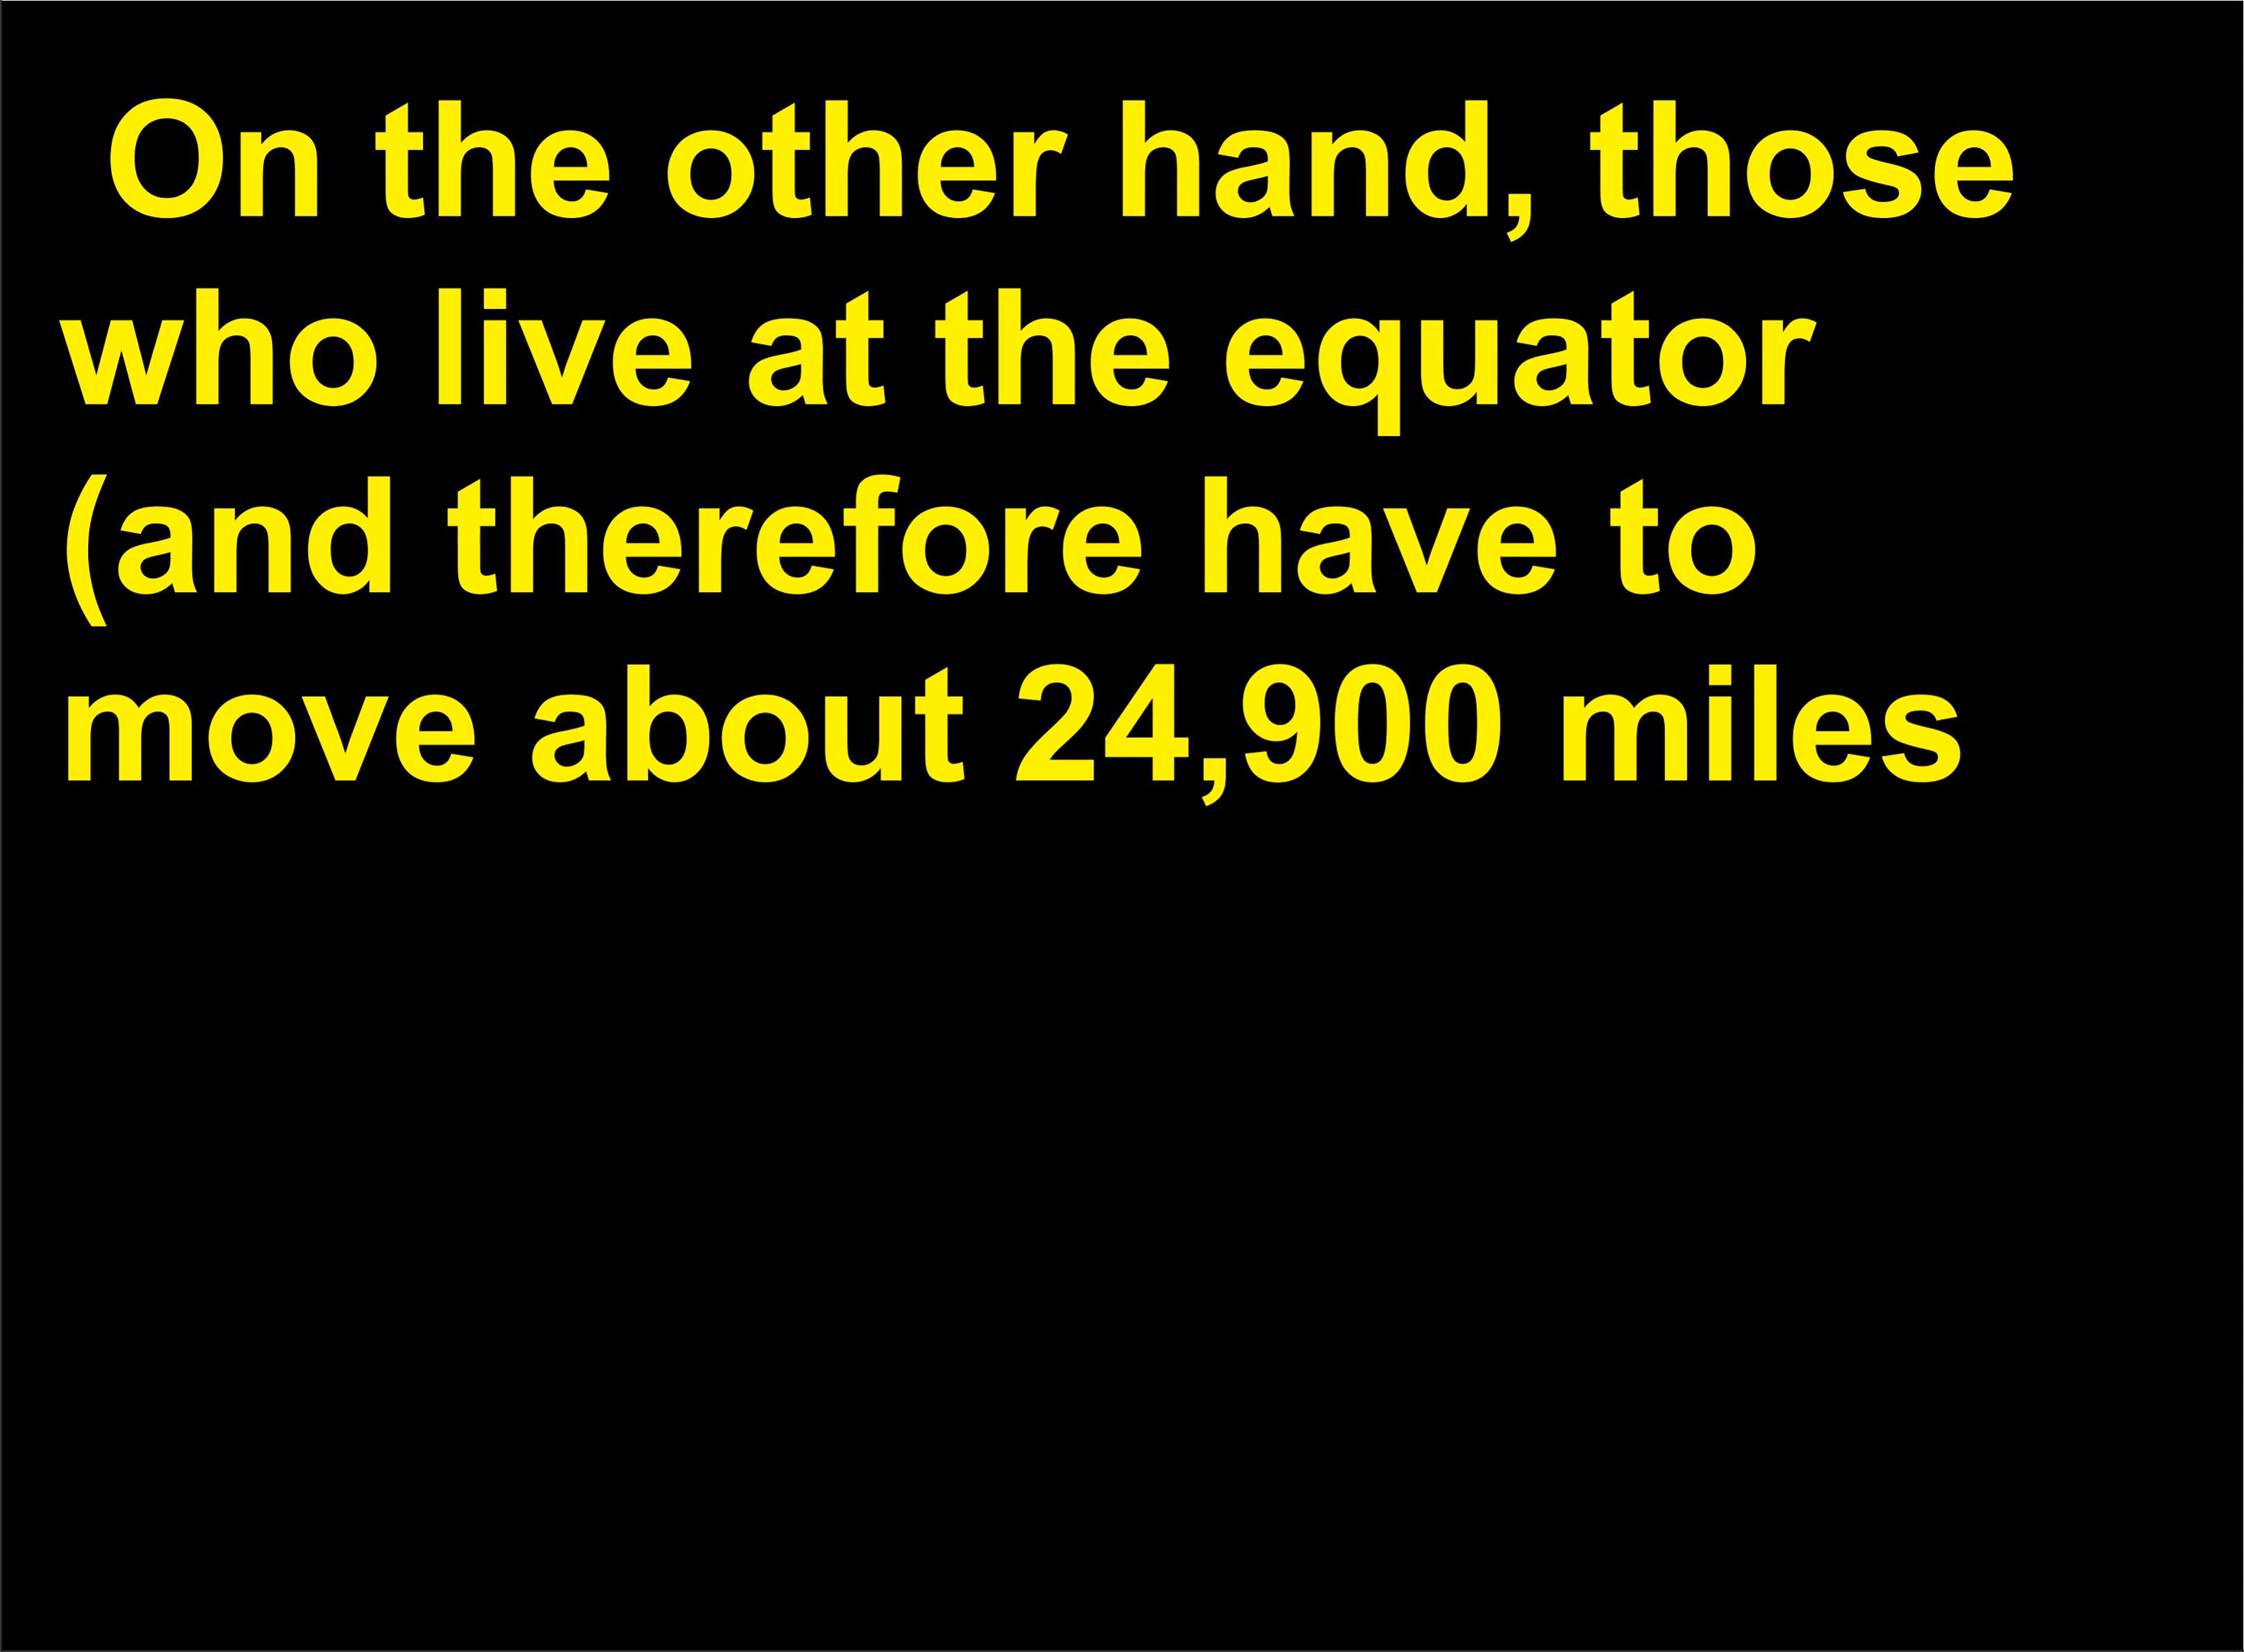 On the other hand, those
who live at the equator
(and therefore have to
move about 24,900 miles